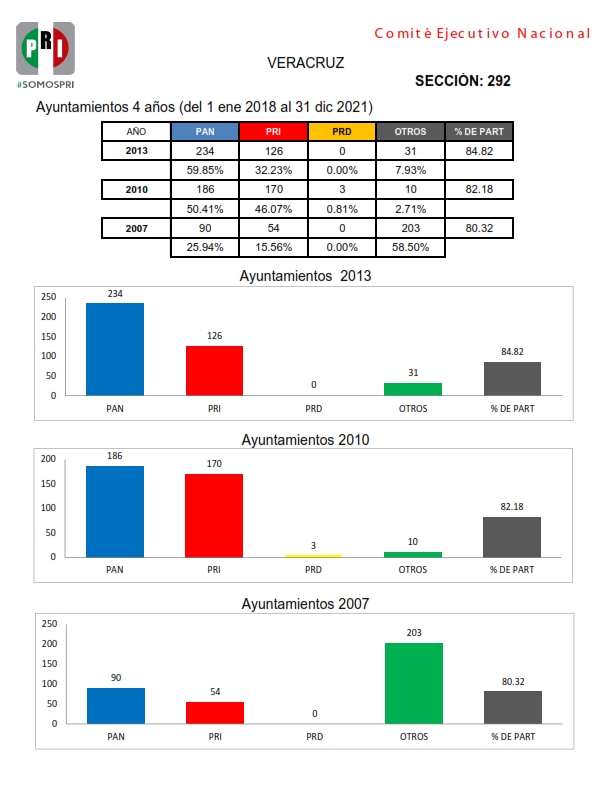 Comité Ejecutivo Nacional
PRI
#SOMOSPRI
VERACRUZ
SECCIÓN: 292
Ayuntamientos 4 años (del 1 ene 2018 al 31 dic 2021)
AÑO PAN PRI PRD OTROS % DE PART
2013 234 126 0 31 84.82
59.85% 32.23% 0.00% 7.93%
2010 186 170 3 10 82.18
50.41% 46.07% 0.81% 2.71%
2007 90 54 0 203 80.32
25.94% 15.56% 0.00% 58.50%
Ayuntamientos 2013
250
200
150
100
50
0
234 126 0 31 84.82
PAN PRI PRD OTROS % DE PART
Ayuntamientos 2010
200
150
100
50
0
186 170 3 10 82.18
PAN PRI PRD OTROS % DE PART
Ayuntamientos 2007
250
200
150
100
50
0
90 54 0 203 80.32
PAN PRI PRD OTROS % DE PART